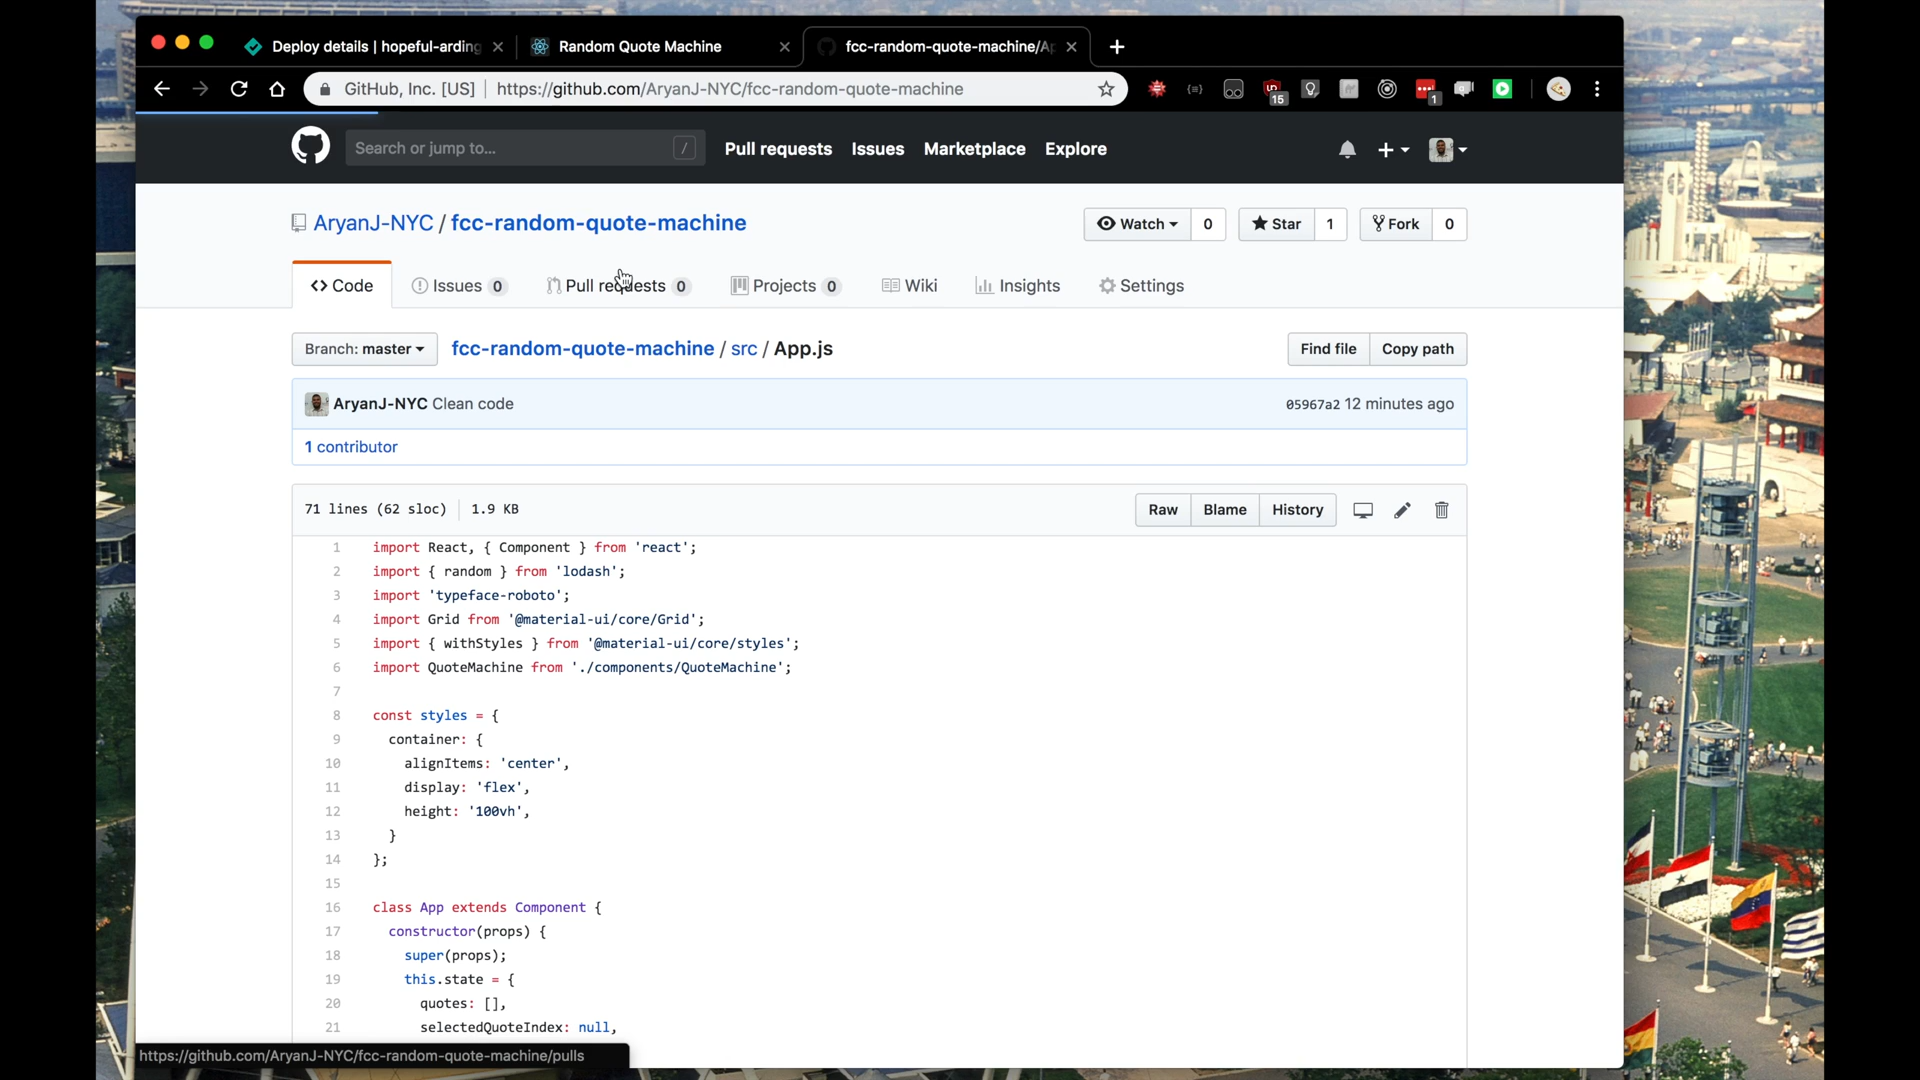 Deploy details | hopeful-arding
Random Quote Machine
fcc-random-quote-machine/Ap
GitHub, Inc. [US] | https://github.com/AryanJ-NYC/fcc-random-quote-machine
15
1
Search or jump to...
/
Pull requests
Issues
Marketplace
Explore
AryanJ-NYC / fcc-random-quote-machine
Watch 0
Star 1
Fork 0
Code
Issues 0
Pull requests 0
Projects 0
Wiki
Insights
Settings
Branch: master
fcc-random-quote-machine / src / App.js
Find file
Copy path
AryanJ-NYC Clean code
05967a2 12 minutes ago
1 contributor
71 lines (62 sloc) | 1.9 KB
Raw
Blame
History
1 import React, { Component } from 'react';
2 import { random } from 'lodash';
3 import 'typeface-roboto';
4 import Grid from '@material-ui/core/Grid';
5 import { withStyles } from '@material-ui/core/styles';
6 import QuoteMachine from './components/QuoteMachine';
7
8 const styles = {
9 container: {
10 alignItems: 'center',
11 display: 'flex',
12 height: '100vh',
13 }
14 };
15
16 class App extends Component {
17 constructor(props) {
18 super(props);
19 this.state = {
20 quotes: [],
21 selectedQuoteIndex: null,
https://github.com/AryanJ-NYC/fcc-random-quote-machine/pulls